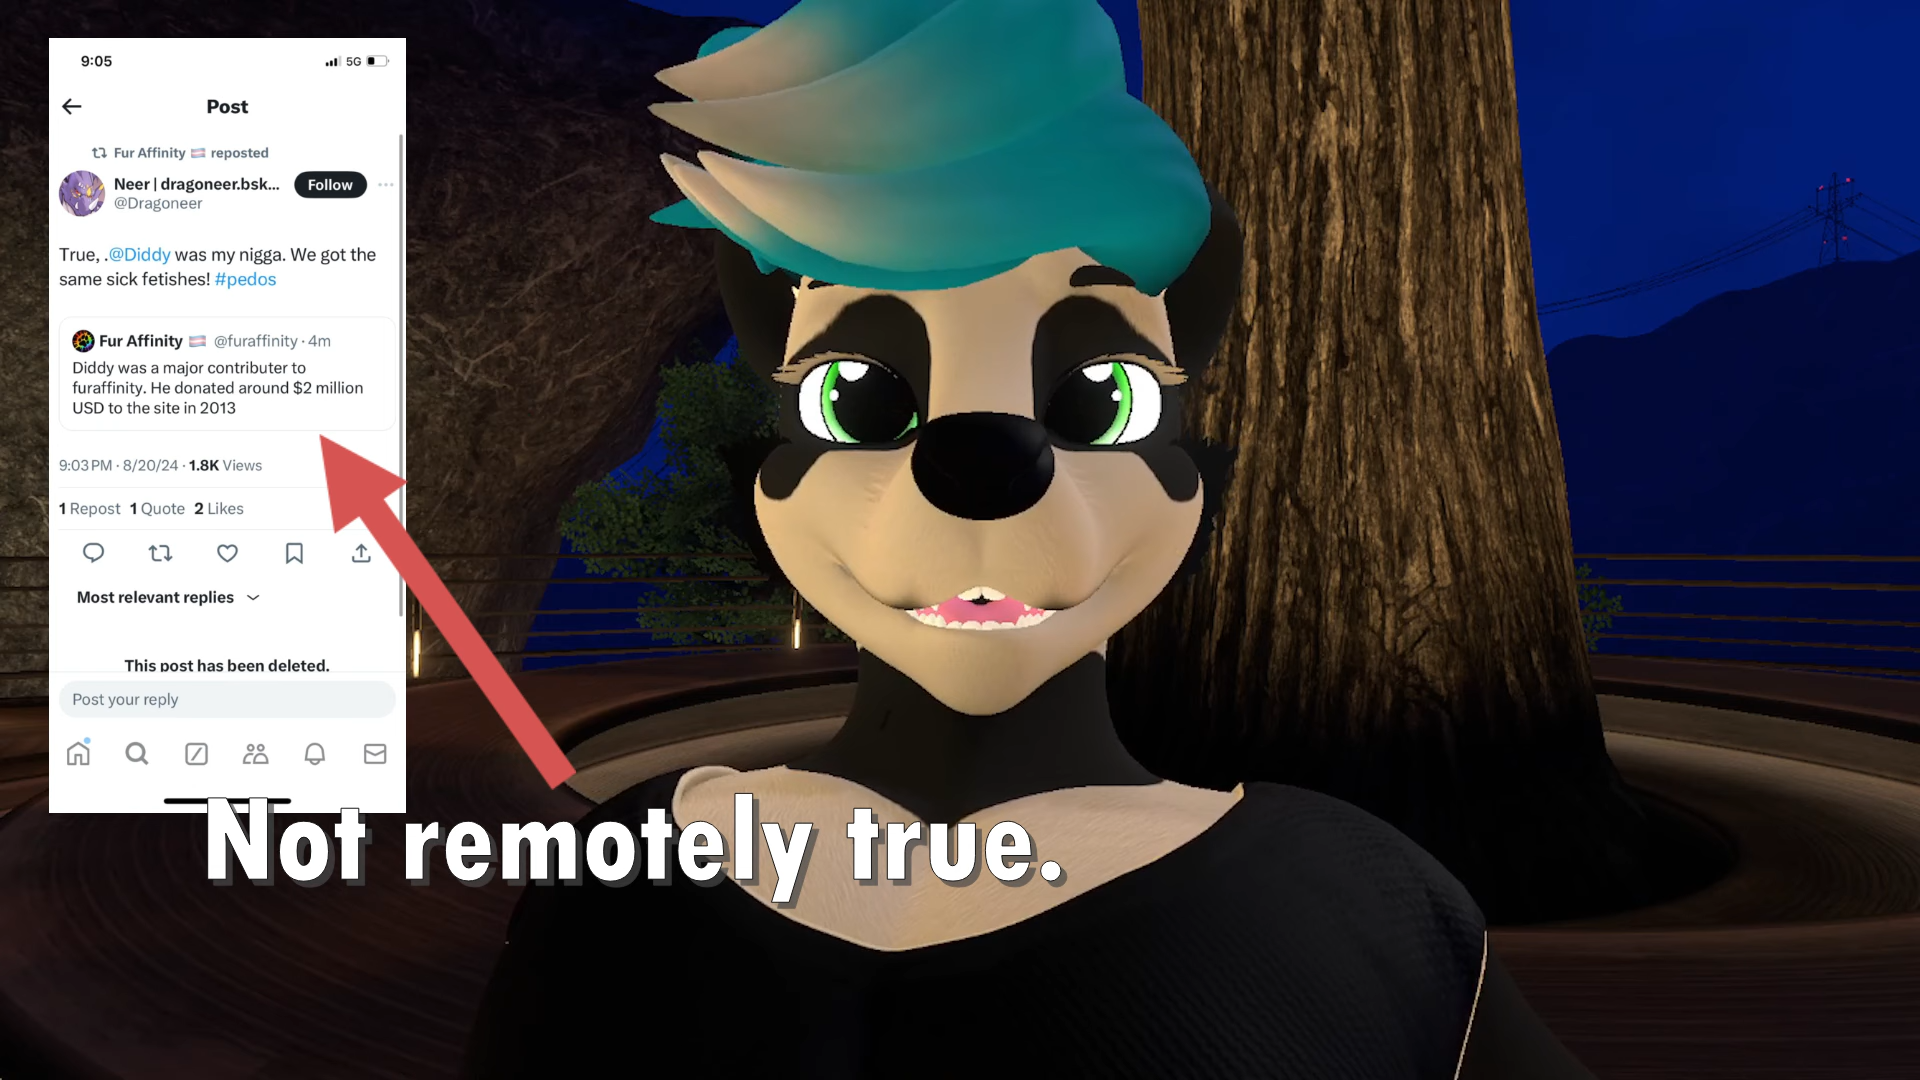 9:05
5G
Post
Fur Affinity reposted
Neer | dragoneer.bsk...
Follow
@Dragoneer
True, .@Diddy was my nigga. We got the
same sick fetishes! #pedos
Fur Affinity @furaffinity · 4m
Diddy was a major contributer to
furaffinity. He donated around $2 million
USD to the site in 2013
9:03 PM · 8/20/24 · 1.8K Views
1 Repost 1 Quote 2 Likes
Most relevant replies
This post has been deleted.
Post your reply
Not remotely true.